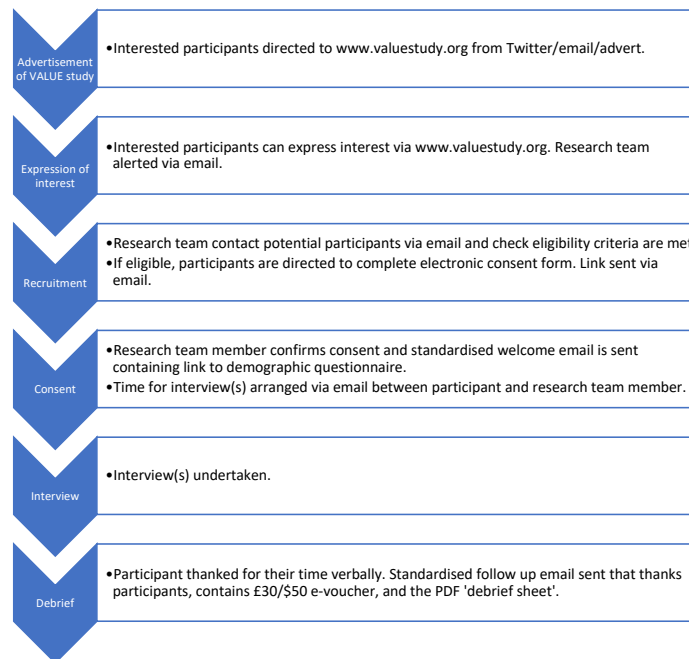 Advertisement
of VALUE study
•Interested participants directed to www.valuestudy.org from Twitter/email/advert.
Expression of
interest
•Interested participants can express interest via www.valuestudy.org. Research team
alerted via email.
Recruitment
•Research team contact potential participants via email and check eligibility criteria are met
•If eligible, participants are directed to complete electronic consent form. Link sent via
email.
Consent
•Research team member confirms consent and standardised welcome email is sent
containing link to demographic questionnaire.
•Time for interview(s) arranged via email between participant and research team member.
Interview
•Interview(s) undertaken.
Debrief
•Participant thanked for their time verbally. Standardised follow up email sent that thanks
participants, contains £30/$50 e-voucher, and the PDF 'debrief sheet'.